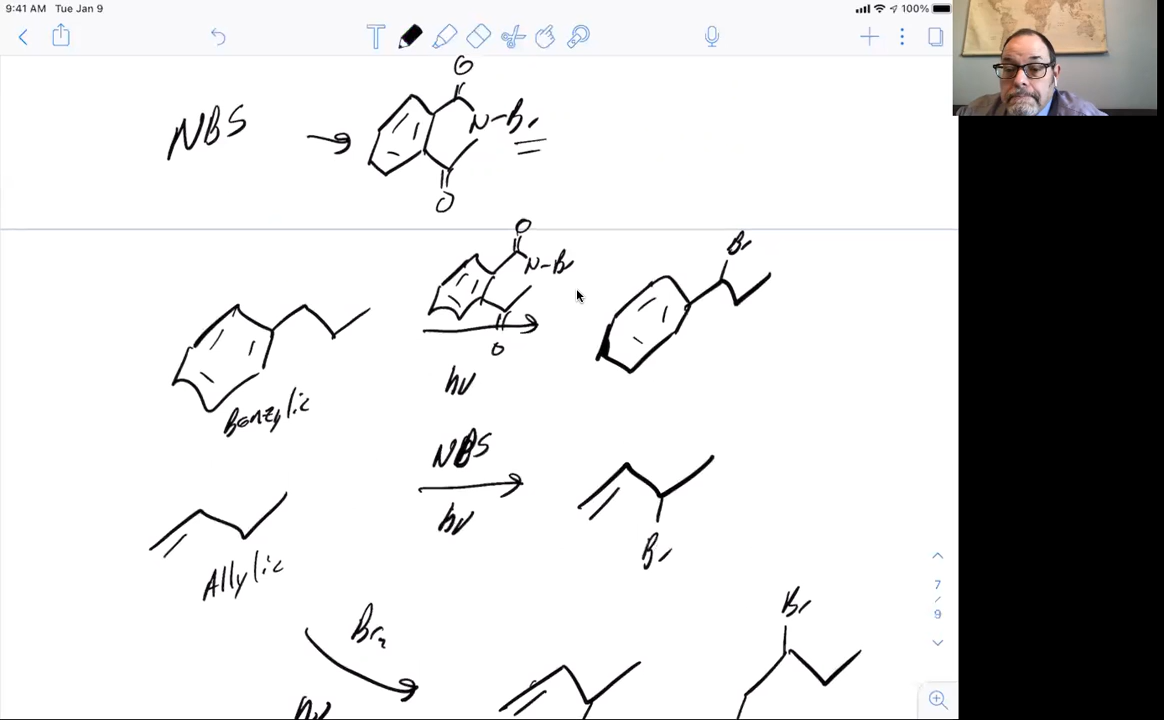 9:41 AM Tue Jan 9
100%
O
NBS
N-Br
O
O
N-Br
Br
O
hν
Benzylic
NBS
hν
Br
Allylic
7
/
9
Br
Br₂
hν